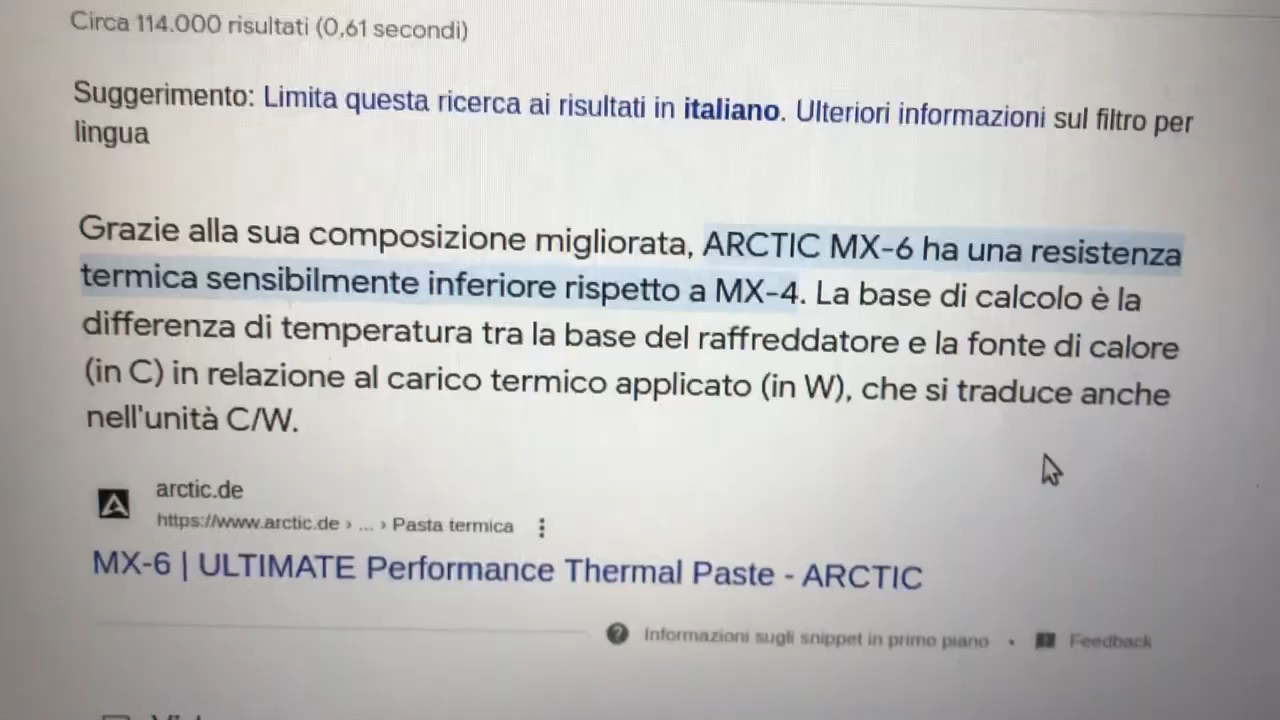 Circa 114.000 risultati (0,61 secondi)
Suggerimento: Limita questa ricerca ai risultati in italiano. Ulteriori informazioni sul filtro per
lingua
Grazie alla sua composizione migliorata, ARCTIC MX-6 ha una resistenza
termica sensibilmente inferiore rispetto a MX-4. La base di calcolo è la
differenza di temperatura tra la base del raffreddatore e la fonte di calore
(in C) in relazione al carico termico applicato (in W), che si traduce anche
nell'unità C/W.
arctic.de
https://www.arctic.de › ... › Pasta termica
MX-6 | ULTIMATE Performance Thermal Paste - ARCTIC
Informazioni sugli snippet in primo piano • Feedback